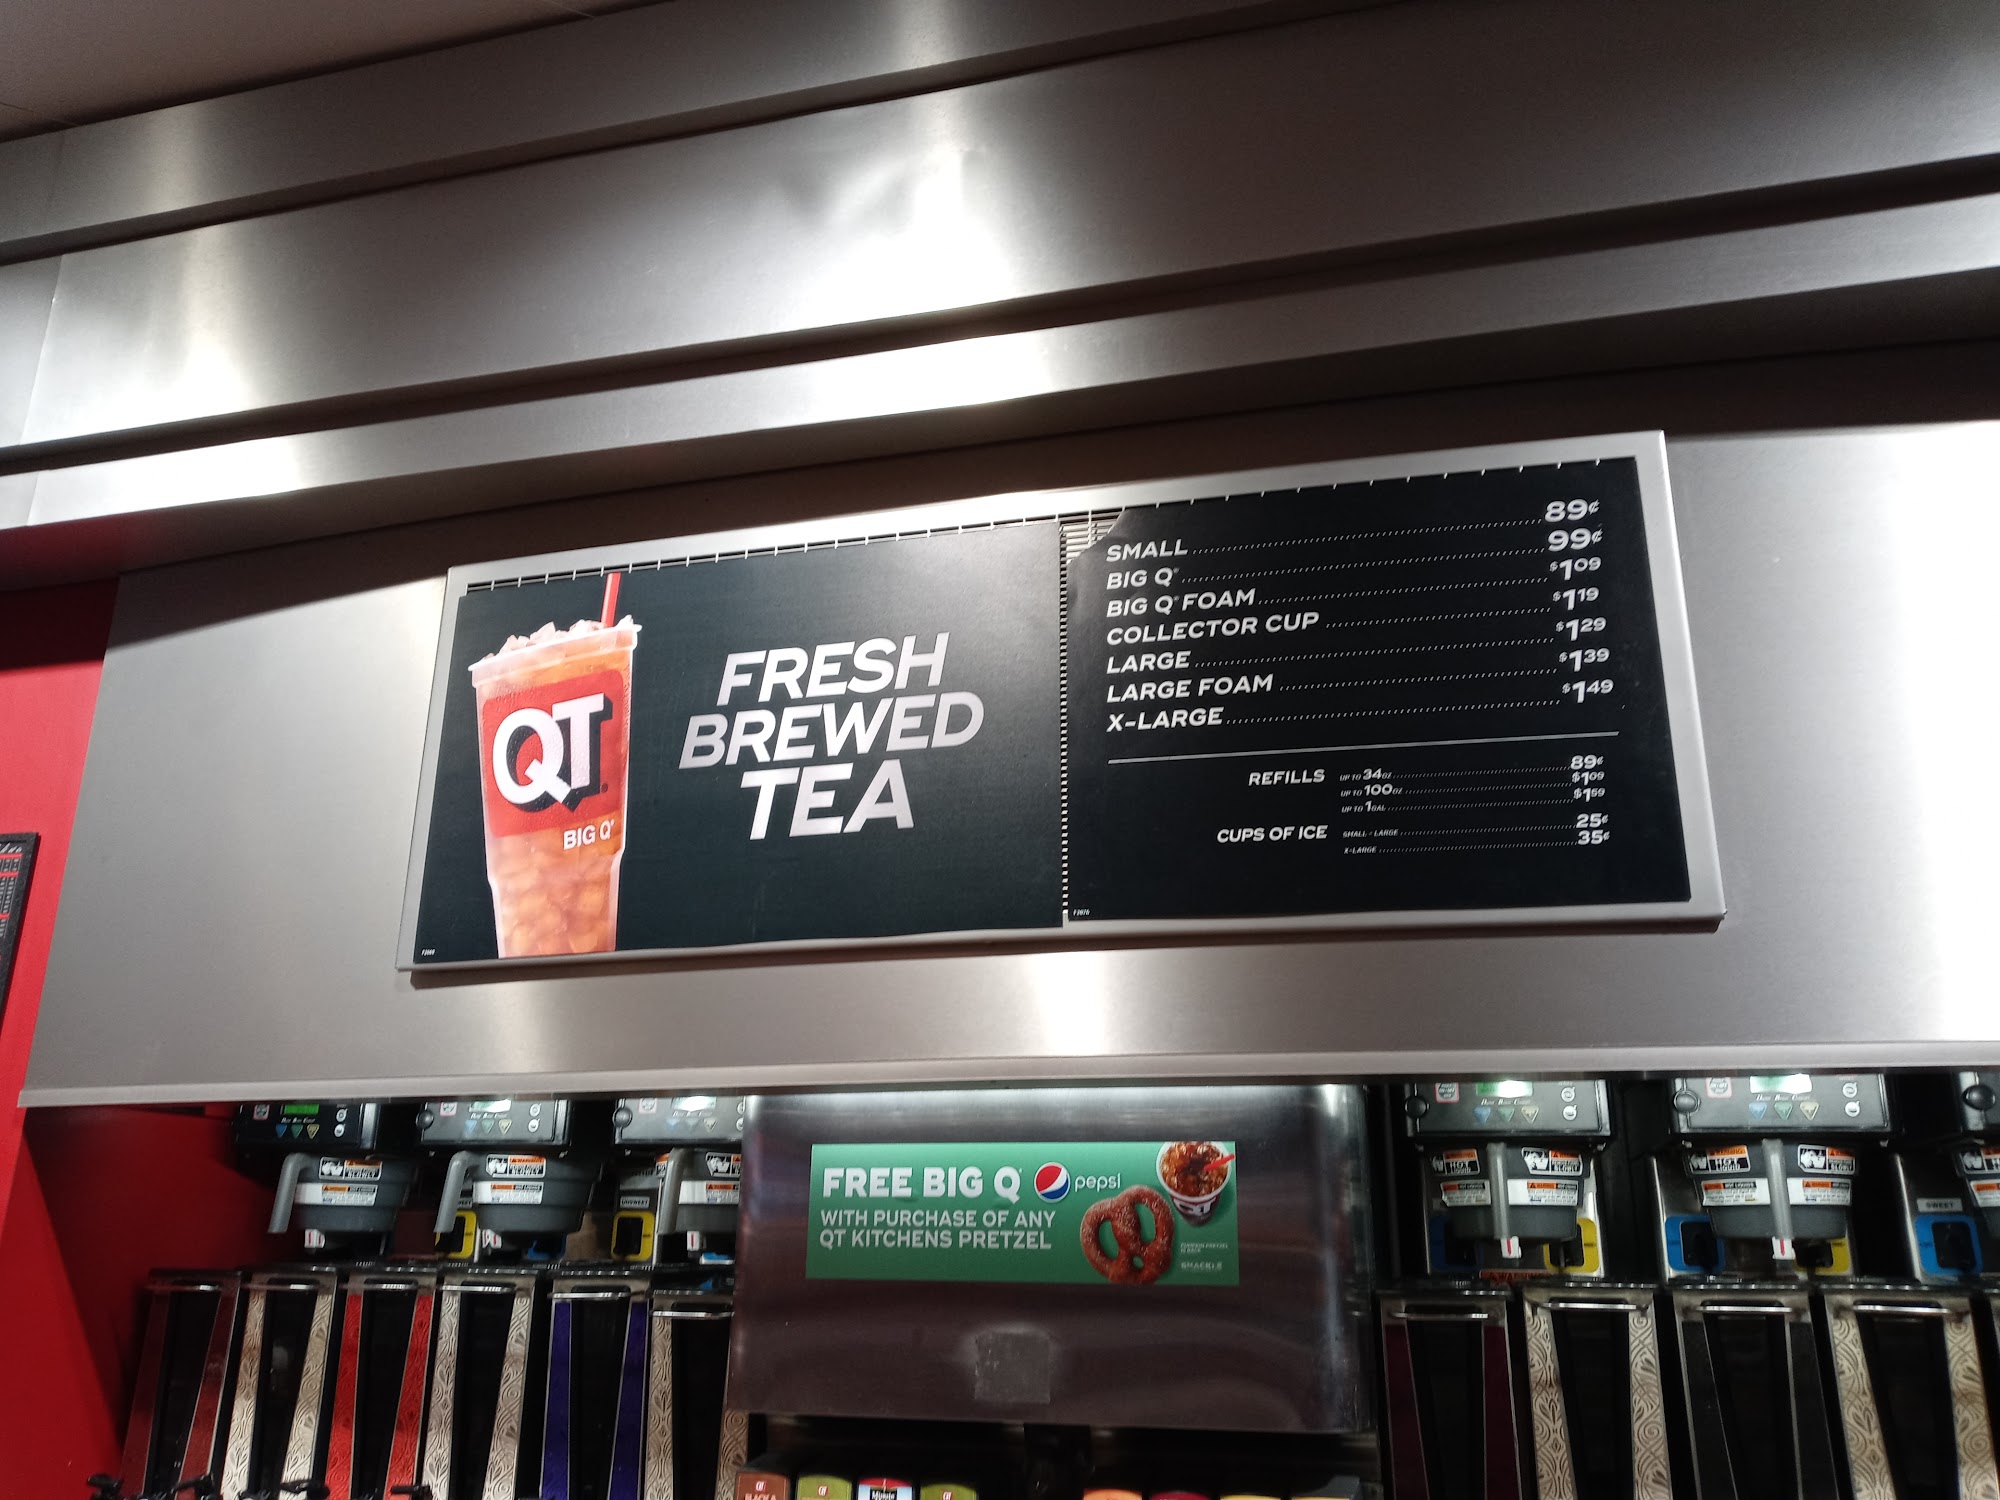 QT
BIG Q®
FRESH
BREWED
TEA
SMALL 89¢
BIG Q® 99¢
BIG Q® FOAM $1.09
COLLECTOR CUP $1.19
LARGE $1.29
LARGE FOAM $1.39
X-LARGE $1.49
REFILLS UP TO 34OZ 89¢
UP TO 100OZ $1.09
UP TO 1GAL $1.59
CUPS OF ICE SMALL - LARGE 25¢
X-LARGE 35¢
FREE BIG Q® pepsi
WITH PURCHASE OF ANY
QT KITCHENS PRETZEL
SNACKLE
SWEET